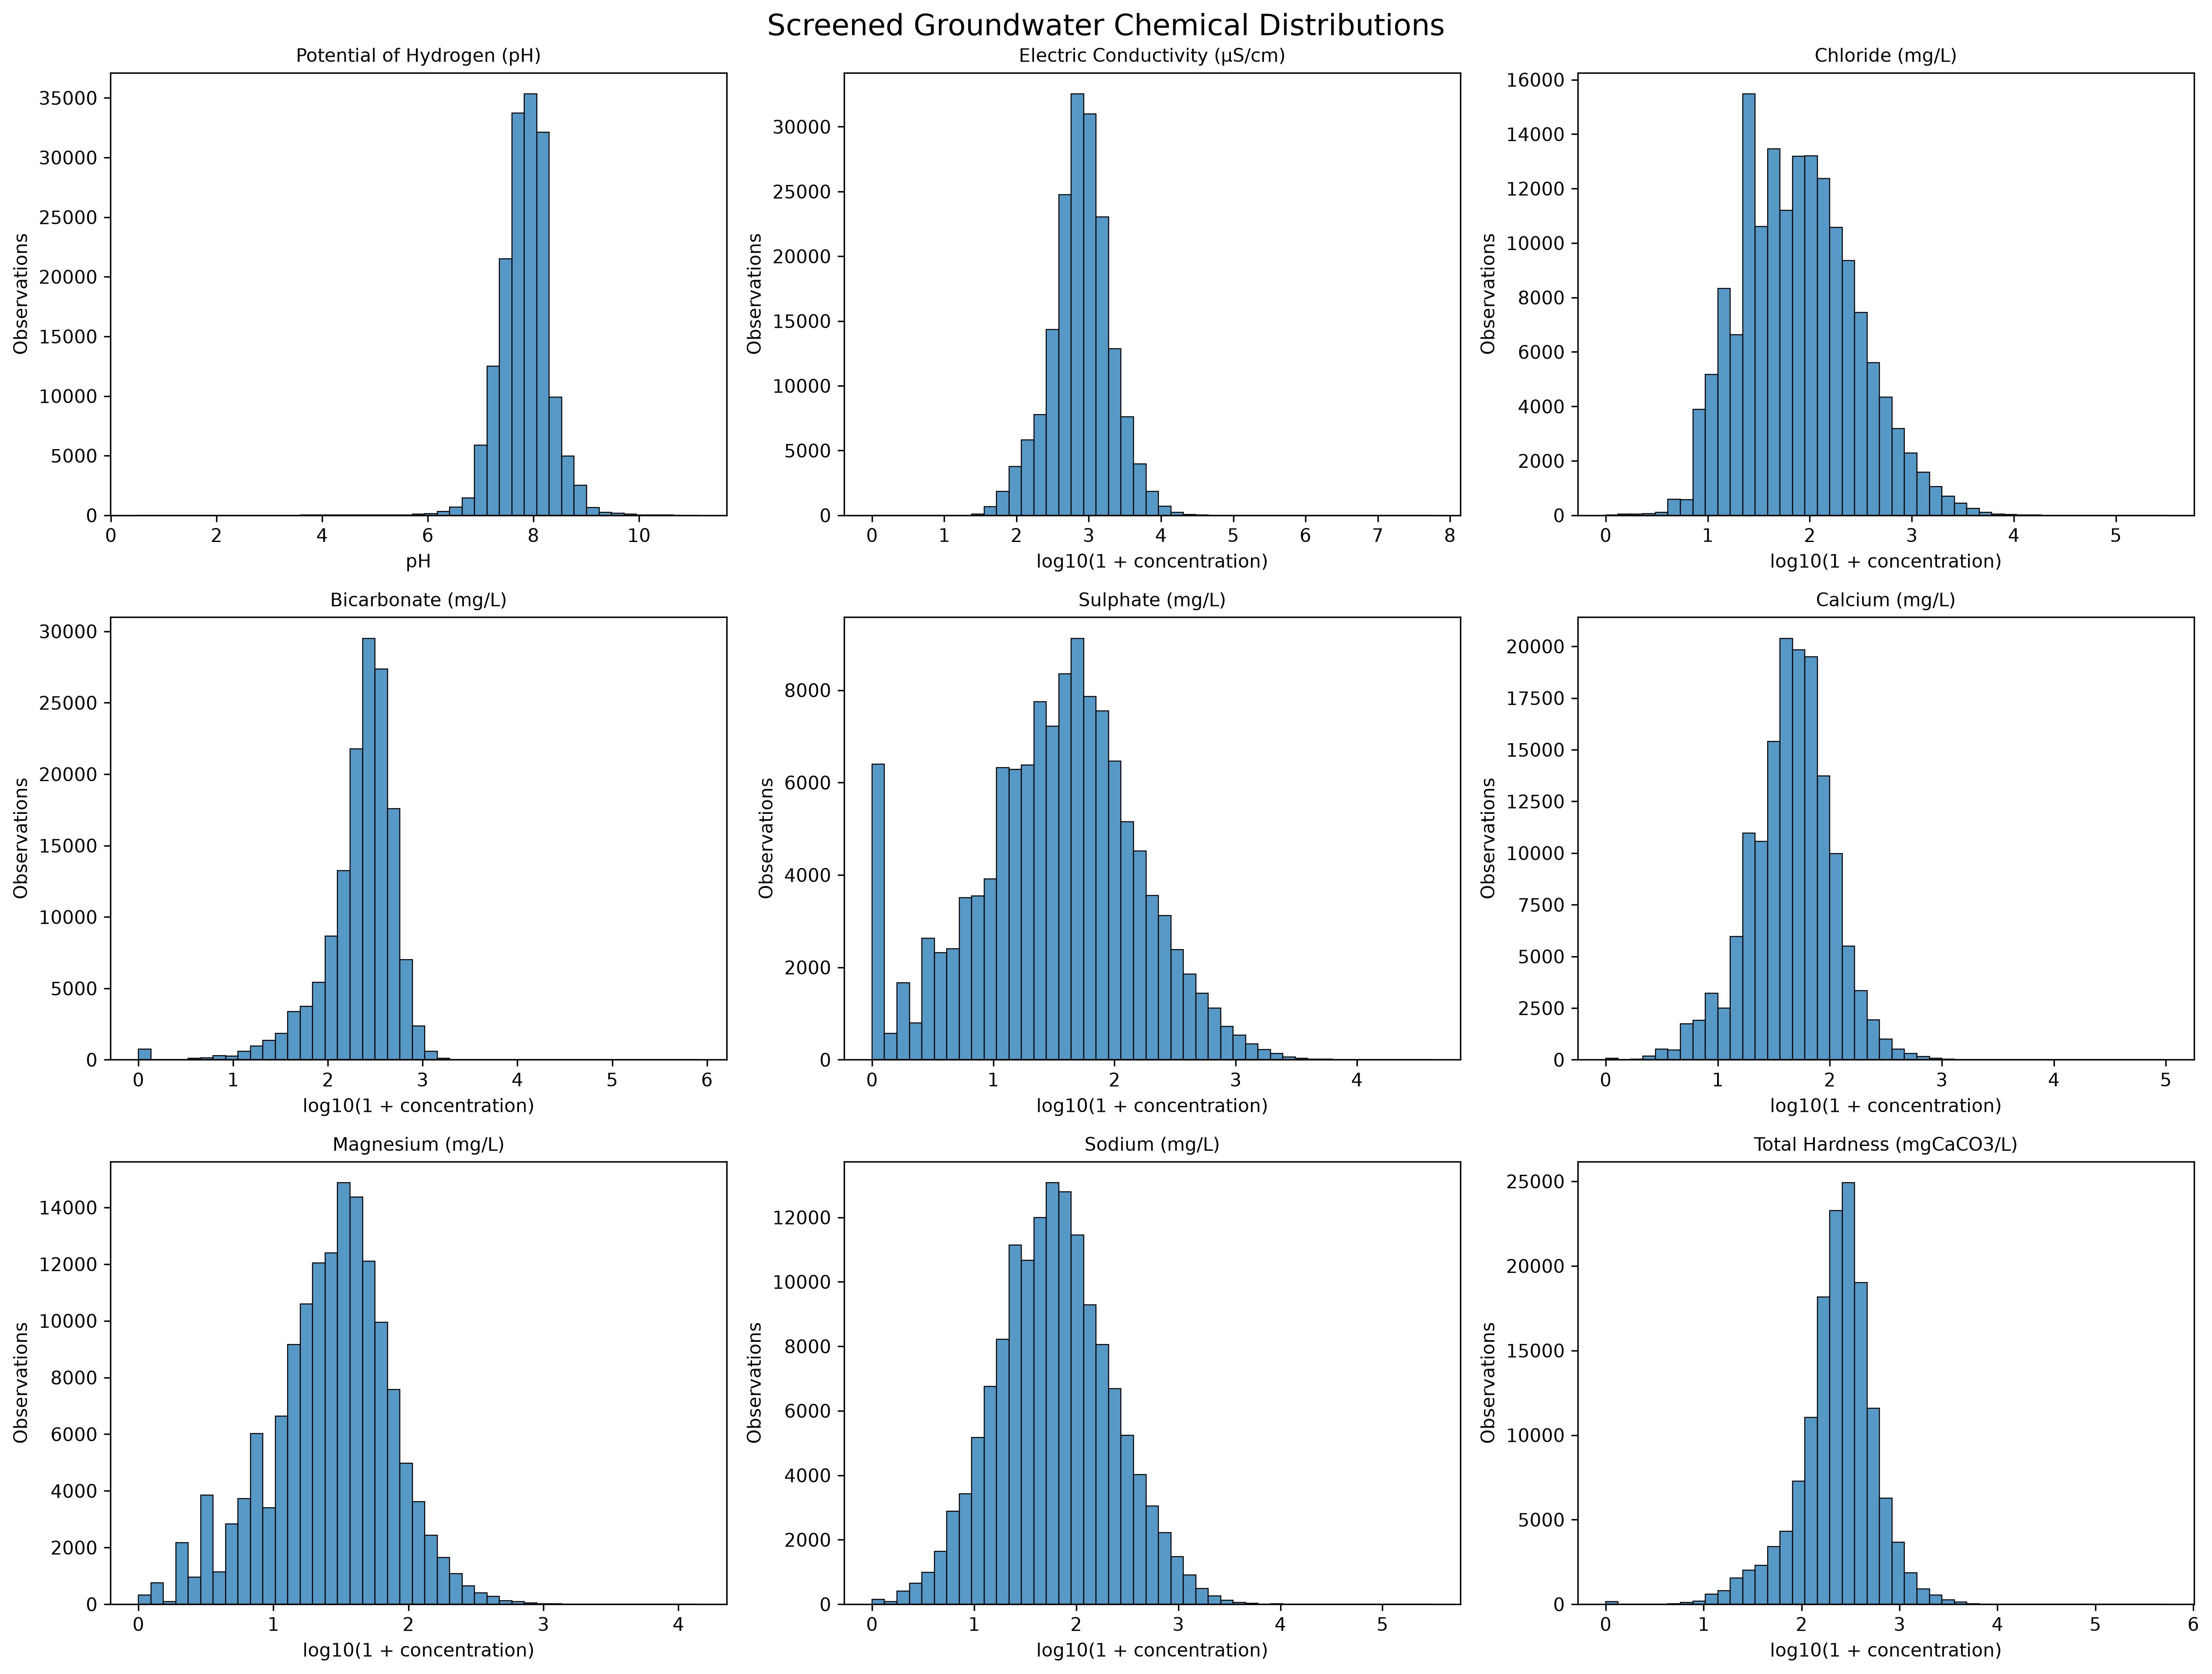 Screened Groundwater Chemical Distributions
Potential of Hydrogen (pH)
Observations
35000
30000
25000
20000
15000
10000
5000
0
0 2 4 6 8 10
pH
Electric Conductivity (µS/cm)
Observations
30000
25000
20000
15000
10000
5000
0
0 1 2 3 4 5 6 7 8
log10(1 + concentration)
Chloride (mg/L)
Observations
16000
14000
12000
10000
8000
6000
4000
2000
0
0 1 2 3 4 5
log10(1 + concentration)
Bicarbonate (mg/L)
Observations
30000
25000
20000
15000
10000
5000
0
0 1 2 3 4 5 6
log10(1 + concentration)
Sulphate (mg/L)
Observations
8000
6000
4000
2000
0
0 1 2 3 4
log10(1 + concentration)
Calcium (mg/L)
Observations
20000
17500
15000
12500
10000
7500
5000
2500
0
0 1 2 3 4 5
log10(1 + concentration)
Magnesium (mg/L)
Observations
14000
12000
10000
8000
6000
4000
2000
0
0 1 2 3 4
log10(1 + concentration)
Sodium (mg/L)
Observations
12000
10000
8000
6000
4000
2000
0
0 1 2 3 4 5
log10(1 + concentration)
Total Hardness (mgCaCO3/L)
Observations
25000
20000
15000
10000
5000
0
0 1 2 3 4 5 6
log10(1 + concentration)